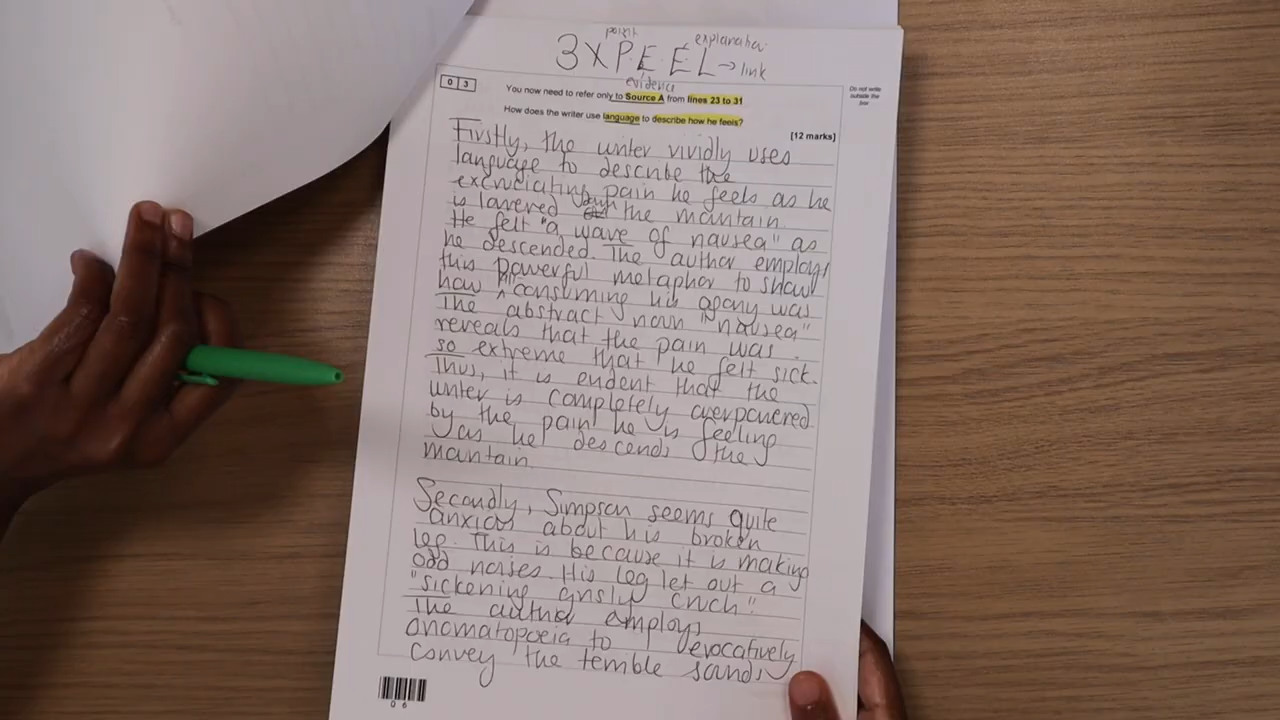 point explanation
3 X P E E L → link
evidence
0 3
Do not write
outside the
box
You now need to refer only to Source A from lines 23 to 31
How does the writer use language to describe how he feels?
[12 marks]
Firstly, the writer vividly uses
language to describe the
excruciating pain he feels as he
is lowered down the mountain.
He felt "a wave of nausea" as
he descended. The author employs
this powerful metaphor to show
how all consuming his agony was
The abstract noun "nausea"
reveals that the pain was
so extreme that he felt sick.
Thus, it is evident that the
writer is completely overpowered
by the pain he is feeling
as he descends the
mountain.
Secondly, Simpson seems quite
anxious about his broken
leg. This is because it is making
odd noises. His leg let out a
"sickening gristly crunch".
The author employs
onomatopoeia to evocatively
convey the terrible sounds
0 6